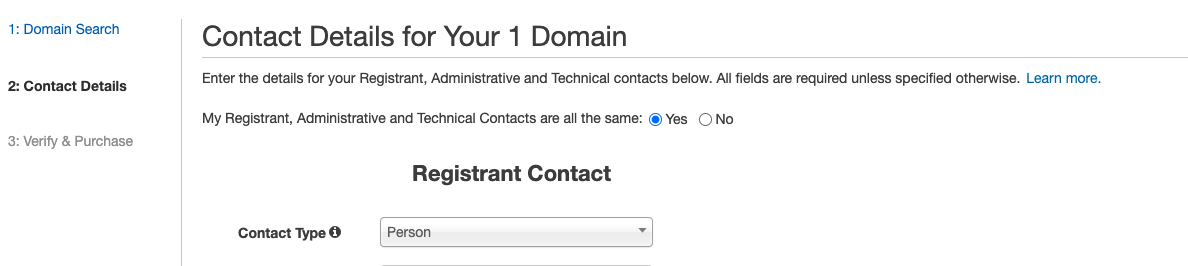 1: Domain Search
2: Contact Details
3: Verify & Purchase
Contact Details for Your 1 Domain
Enter the details for your Registrant, Administrative and Technical contacts below. All fields are required unless specified otherwise. Learn more.
My Registrant, Administrative and Technical Contacts are all the same: Yes No
Registrant Contact
Contact Type Person